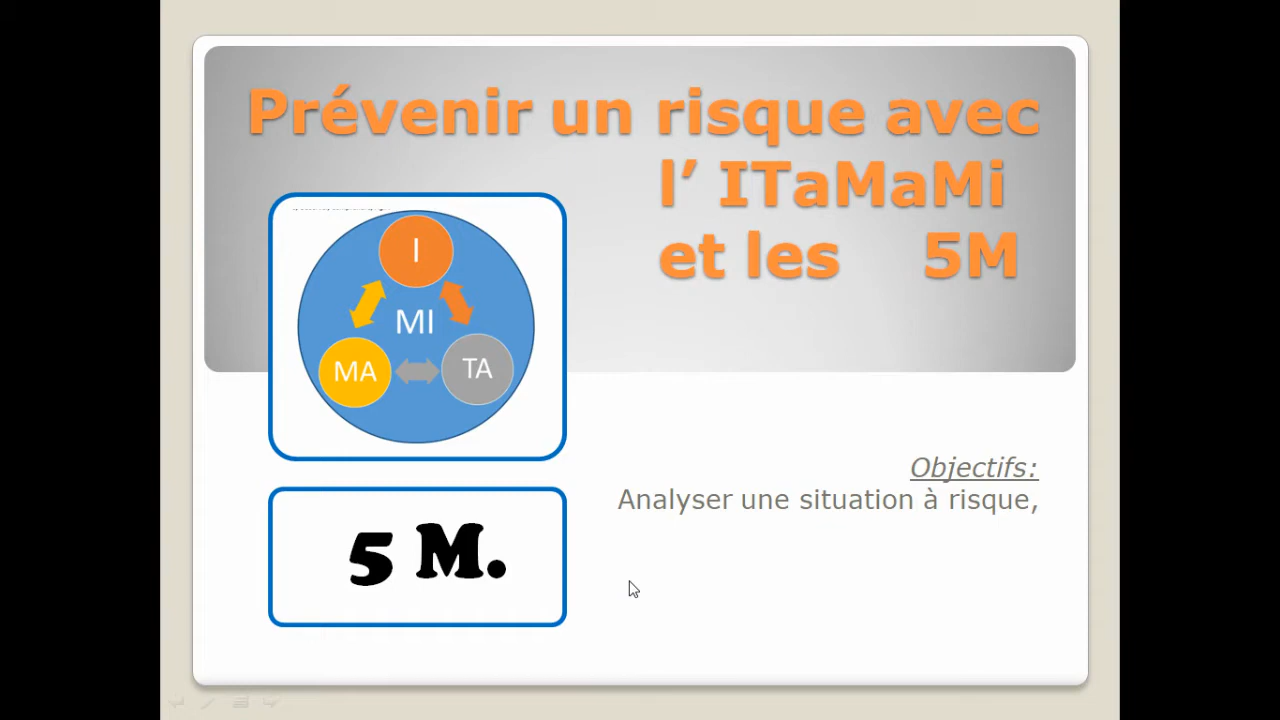 Prévenir un risque avec
l’ ITaMaMi
et les 5M
I
MI
MA
TA
Objectifs:
Analyser une situation à risque,
5 M.